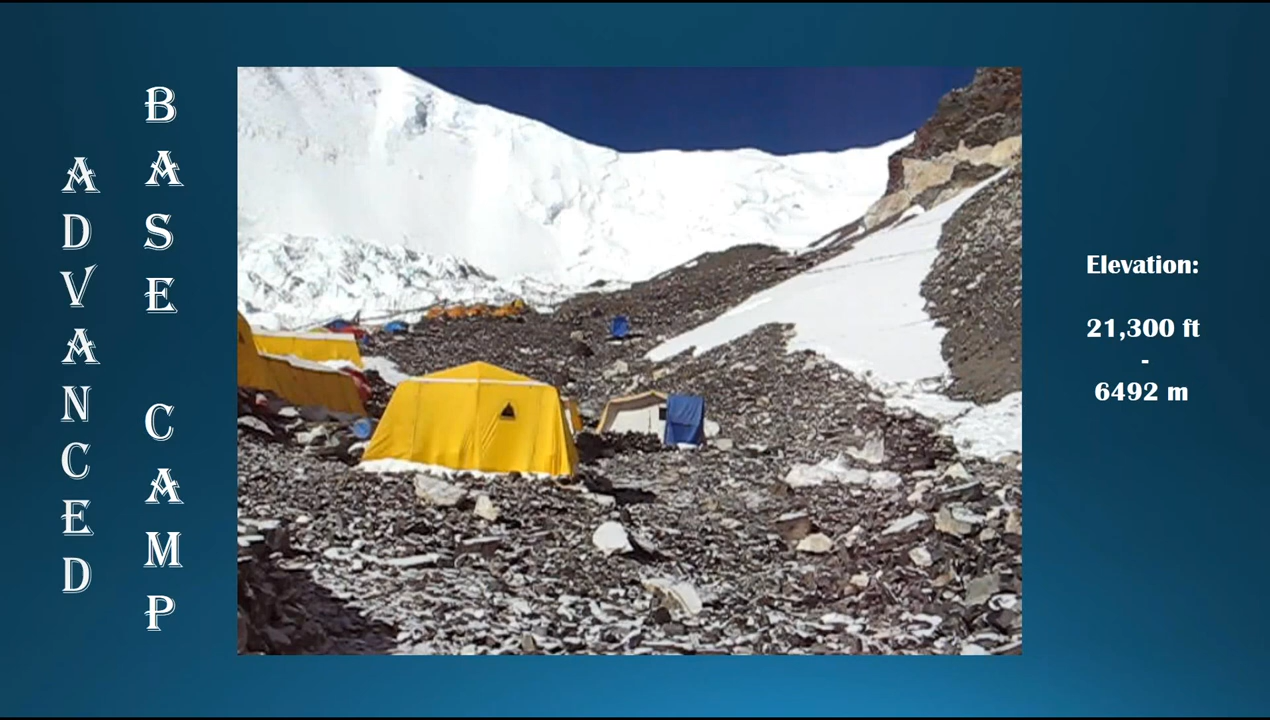 ADVANCED
BASE CAMP
Elevation:
21,300 ft
-
6492 m